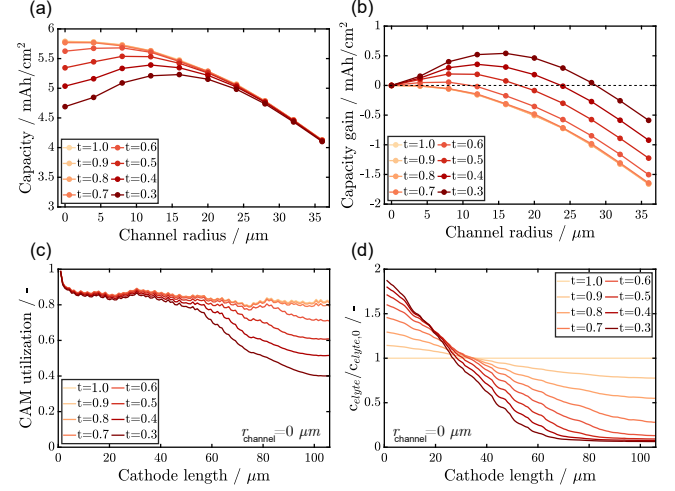 (a)
Capacity / mAh/cm²
6
5.5
5
4.5
4
3.5
3
0 5 10 15 20 25 30 35
Channel radius / μm
t=1.0 t=0.6
t=0.9 t=0.5
t=0.8 t=0.4
t=0.7 t=0.3
(b)
Capacity gain / mAh/cm²
1
0.5
0
-0.5
-1
-1.5
-2
0 5 10 15 20 25 30 35
Channel radius / μm
t=1.0 t=0.6
t=0.9 t=0.5
t=0.8 t=0.4
t=0.7 t=0.3
(c)
CAM utilization / -
1
0.8
0.6
0.4
0.2
0
0 20 40 60 80 100
Cathode length / μm
t=1.0 t=0.6
t=0.9 t=0.5
t=0.8 t=0.4
t=0.7 t=0.3
r_channel=0 μm
(d)
c_elyte/c_elyte,0 / -
2
1.5
1
0.5
0
0 20 40 60 80 100
Cathode length / μm
t=1.0 t=0.6
t=0.9 t=0.5
t=0.8 t=0.4
t=0.7 t=0.3
r_channel=0 μm